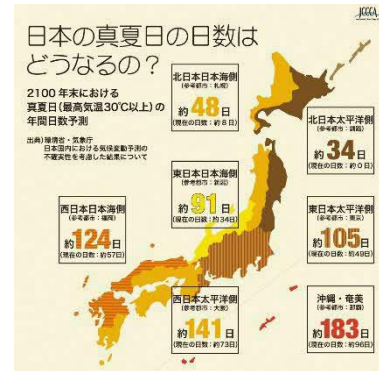 JCCCA
日本の真夏日の日数は
どうなるの？
2100年末における
真夏日(最高気温30℃以上)の
年間日数予測
出典)環境省・気象庁
日本国内における気候変動予測の
不確実性を考慮した結果について
北日本日本海側
(参考都市：札幌)
約48日
(現在の日数：約8日)
北日本太平洋側
(参考都市：釧路)
約34日
(現在の日数：約0日)
東日本日本海側
(参考都市：新潟)
約91日
(現在の日数：約34日)
西日本日本海側
(参考都市：福岡)
約124日
(現在の日数：約57日)
東日本太平洋側
(参考都市：東京)
約105日
(現在の日数：約49日)
西日本太平洋側
(参考都市：大阪)
約141日
(現在の日数：約73日)
沖縄・奄美
(参考都市：那覇)
約183日
(現在の日数：約96日)